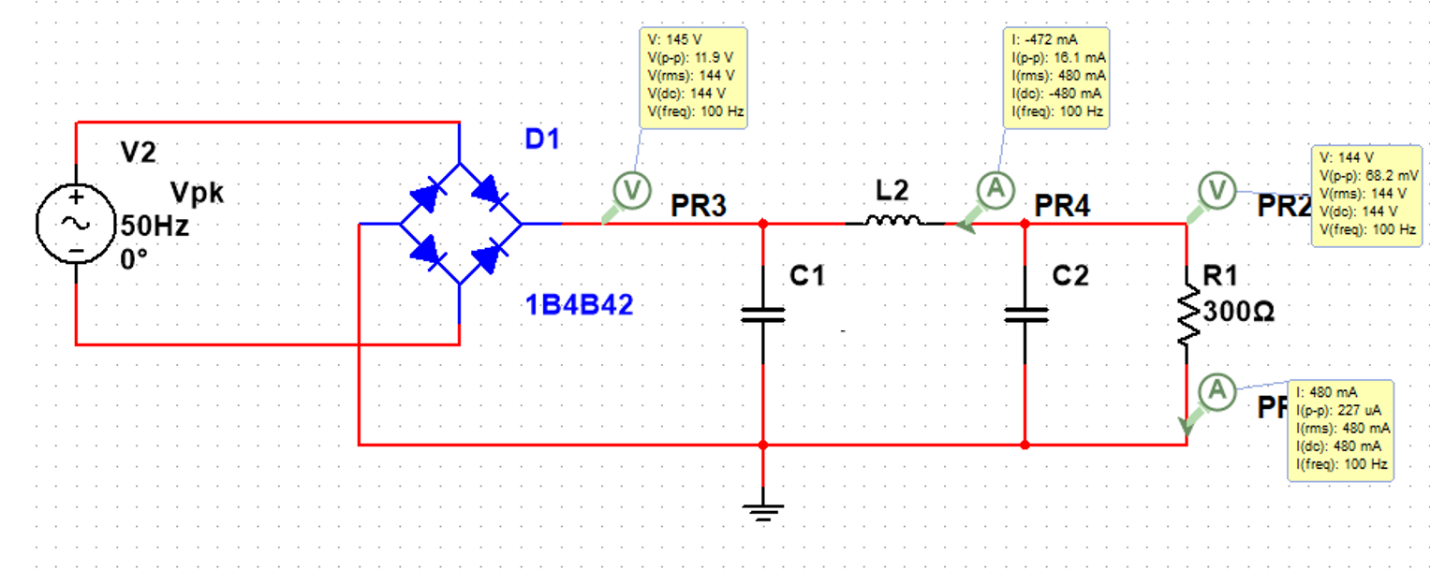 V: 145 V
V(p-p): 11.9 V
V(rms): 144 V
V(dc): 144 V
V(freq): 100 Hz
I: -472 mA
I(p-p): 16.1 mA
I(rms): 480 mA
I(dc): -480 mA
I(freq): 100 Hz
V: 144 V
V(p-p): 68.2 mV
V(rms): 144 V
V(dc): 144 V
V(freq): 100 Hz
D1
V2
Vpk
50Hz
0°
V
PR3
L2
A
PR4
V
PR2
C1
C2
R1
300Ω
1B4B42
A
I: 480 mA
I(p-p): 227 uA
I(rms): 480 mA
I(dc): 480 mA
I(freq): 100 Hz